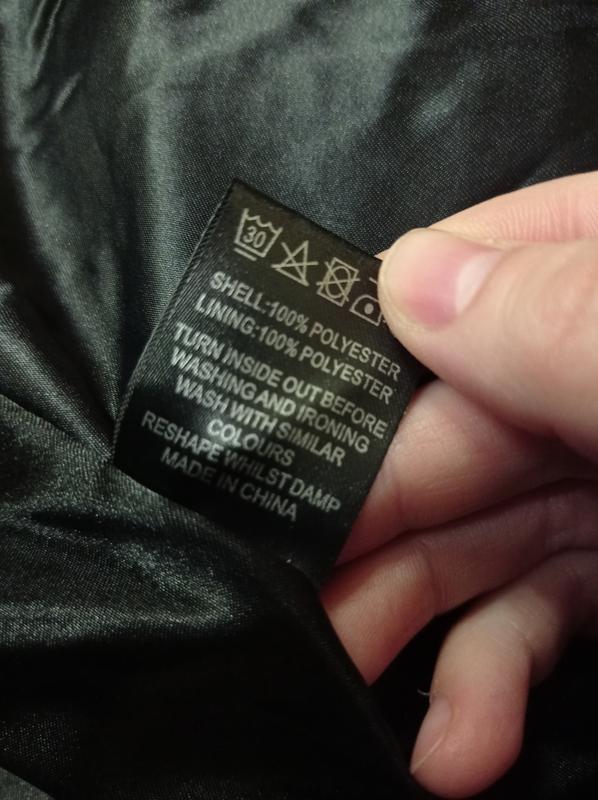 30
SHELL:100% POLYESTER
LINING:100% POLYESTER
TURN INSIDE OUT BEFORE
WASHING AND IRONING
WASH WITH SIMILAR
COLOURS
RESHAPE WHILST DAMP
MADE IN CHINA